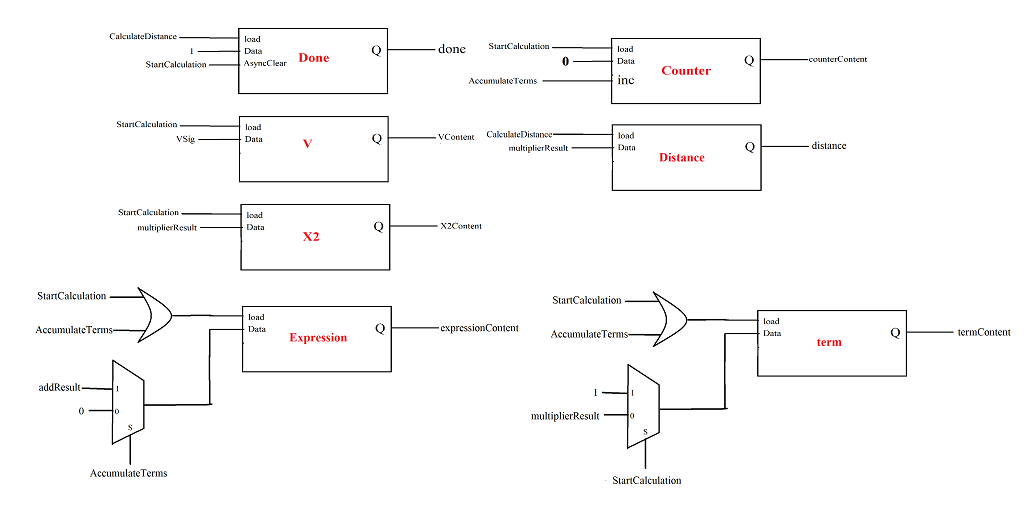 CalculateDistance
load
1
Data
StartCalculation
AsyncClear
Done
Q
done
StartCalculation
load
0
Data
AccumulateTerms
inc
Counter
Q
counterContent
StartCalculation
load
VSig
Data
V
Q
VContent
CalculateDistance
load
multiplierResult
Data
Distance
Q
distance
StartCalculation
load
multiplierResult
Data
X2
Q
X2Content
StartCalculation
AccumulateTerms
load
Data
Expression
Q
expressionContent
addResult
1
0
0
S
AccumulateTerms
StartCalculation
AccumulateTerms
load
Data
term
Q
termContent
1
1
multiplierResult
0
S
StartCalculation